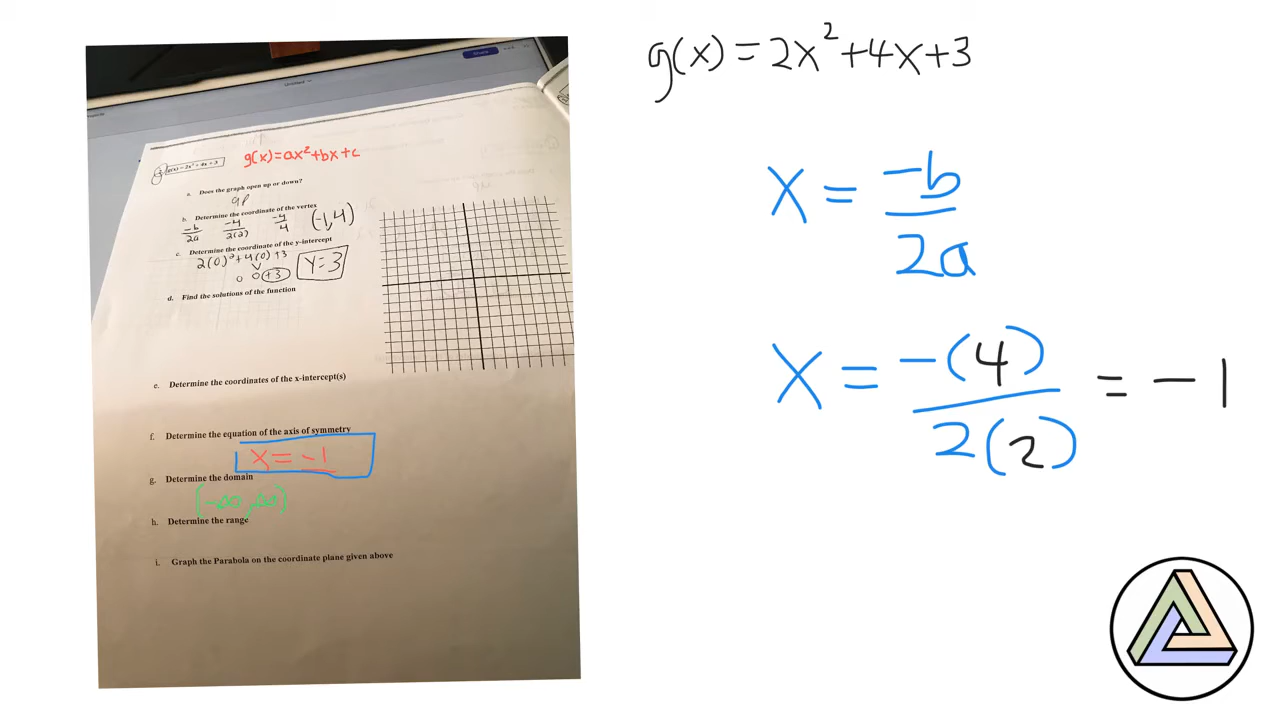 g(x) = 2x² + 4x + 3
g(x) = ax² + bx + c
a. Does the graph open up or down?
up
b. Determine the coordinate of the vertex
-b/2a -4/2(2) -4/4 (-1,4)
c. Determine the coordinate of the y-intercept
2(0)² + 4(0) + 3
0 0 +3 Y=3
d. Find the solutions of the function
e. Determine the coordinates of the x-intercept(s)
f. Determine the equation of the axis of symmetry
x = -1
g. Determine the domain
(-∞, ∞)
h. Determine the range
i. Graph the Parabola on the coordinate plane given above
x = -b/2a
x = -(4)/2(2) = -1